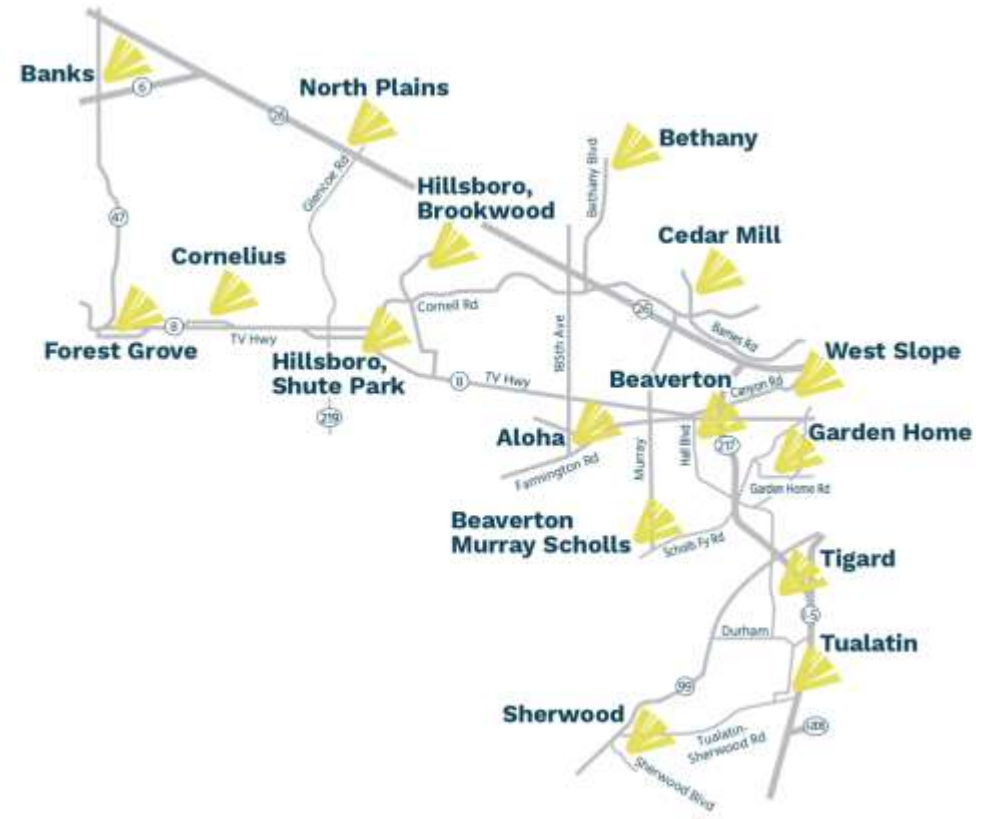 Banks
6
North Plains
26
Bethany
Bethany Blvd
Glencoe Rd
Hillsboro,
Brookwood
47
Cornelius
Cedar Mill
Cornell Rd
26
185th Ave
Barnes Rd
8
TV Hwy
Forest Grove
Hillsboro,
Shute Park
8
TV Hwy
Beaverton
West Slope
Canyon Rd
219
Aloha
Farmington Rd
Murray
Hall Blvd
217
Garden Home
Garden Home Rd
Beaverton
Murray Scholls
Scholls Fy Rd
Tigard
I-5
Durham
Tualatin
99
Sherwood
Tualatin-
Sherwood Rd
Sherwood Blvd